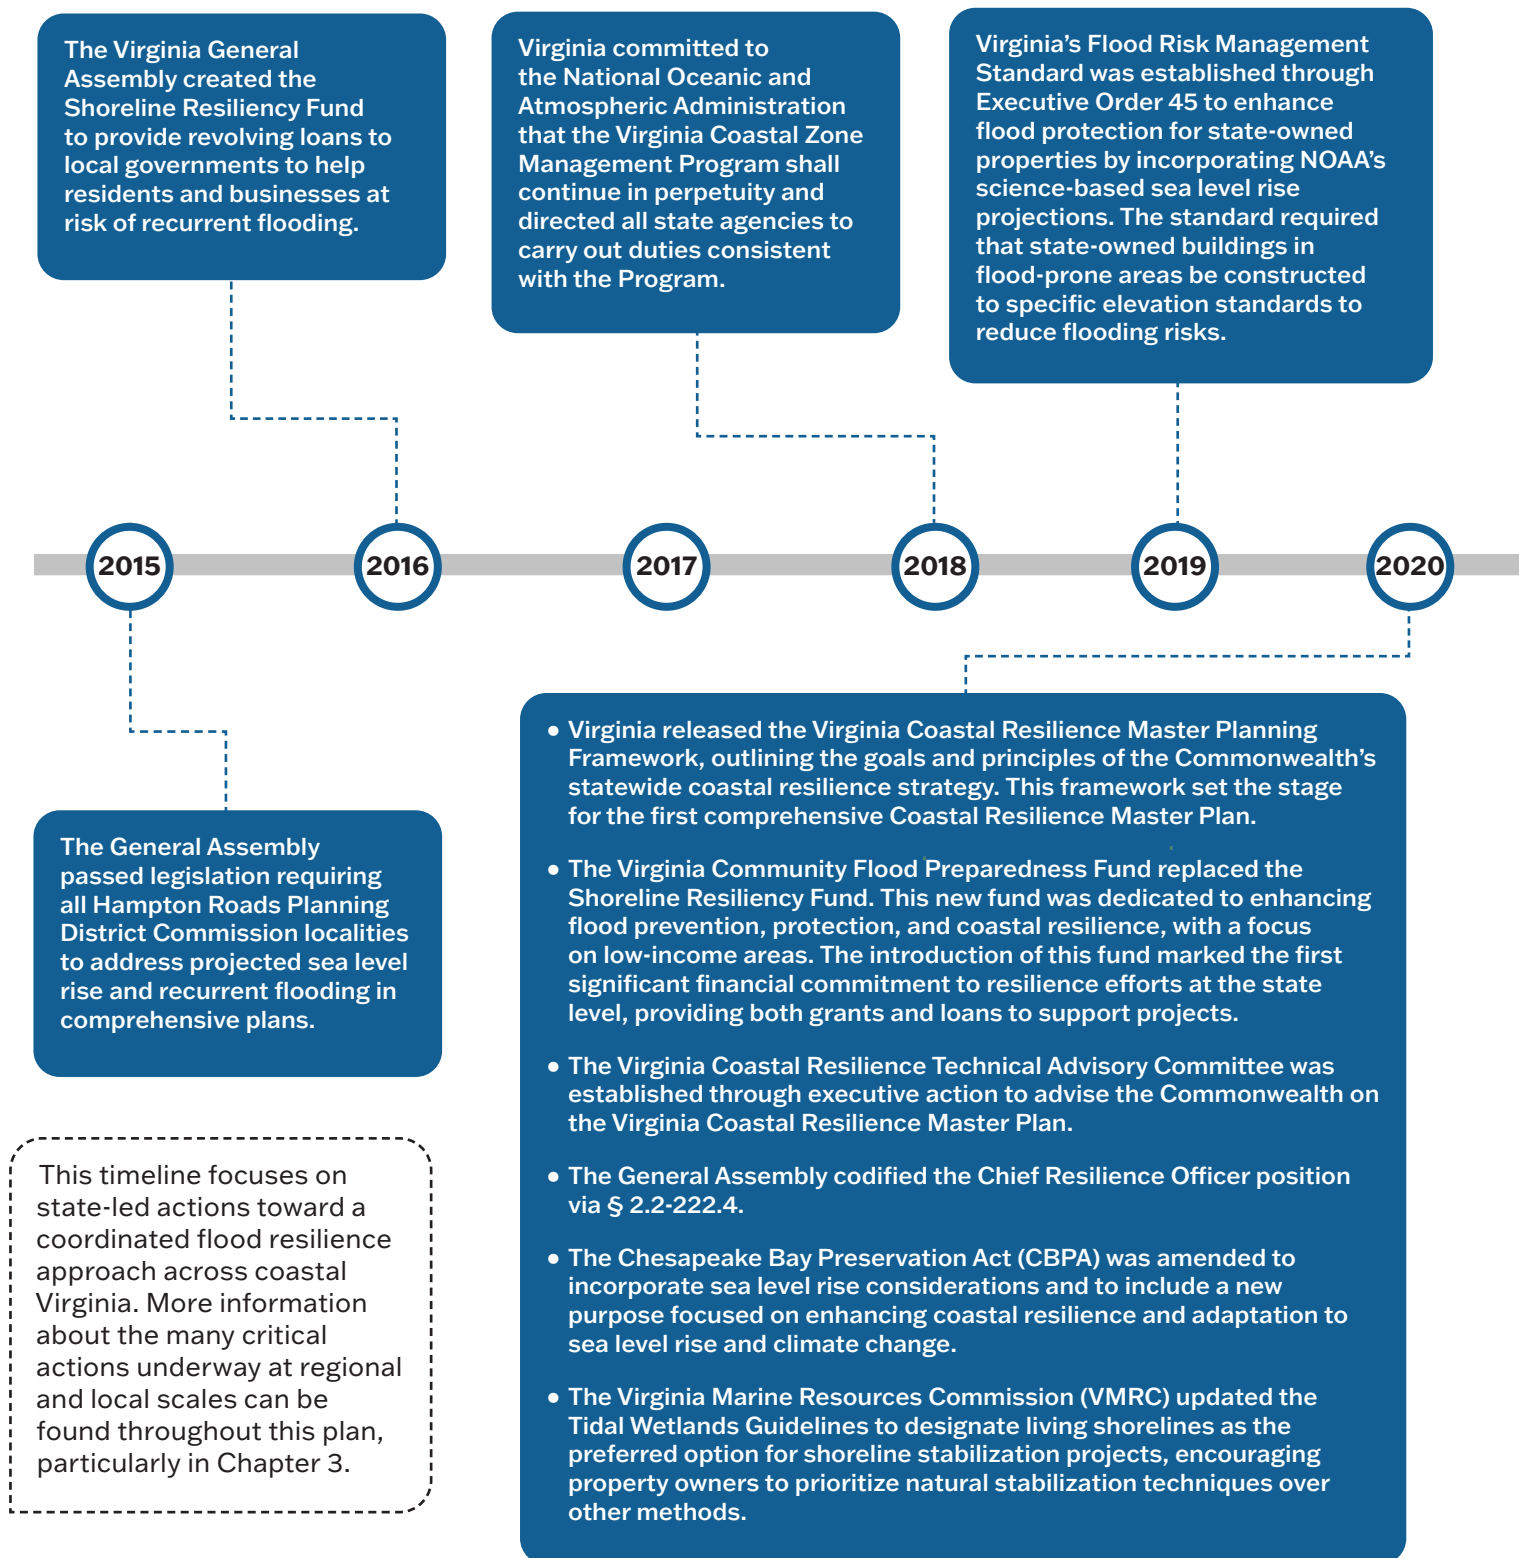 The Virginia General
Assembly created the
Shoreline Resiliency Fund
to provide revolving loans to
local governments to help
residents and businesses at
risk of recurrent flooding.
Virginia committed to
the National Oceanic and
Atmospheric Administration
that the Virginia Coastal Zone
Management Program shall
continue in perpetuity and
directed all state agencies to
carry out duties consistent
with the Program.
Virginia’s Flood Risk Management
Standard was established through
Executive Order 45 to enhance
flood protection for state-owned
properties by incorporating NOAA’s
science-based sea level rise
projections. The standard required
that state-owned buildings in
flood-prone areas be constructed
to specific elevation standards to
reduce flooding risks.
2015
2016
2017
2018
2019
2020
The General Assembly
passed legislation requiring
all Hampton Roads Planning
District Commission localities
to address projected sea level
rise and recurrent flooding in
comprehensive plans.
This timeline focuses on
state-led actions toward a
coordinated flood resilience
approach across coastal
Virginia. More information
about the many critical
actions underway at regional
and local scales can be
found throughout this plan,
particularly in Chapter 3.
• Virginia released the Virginia Coastal Resilience Master Planning
Framework, outlining the goals and principles of the Commonwealth’s
statewide coastal resilience strategy. This framework set the stage
for the first comprehensive Coastal Resilience Master Plan.
• The Virginia Community Flood Preparedness Fund replaced the
Shoreline Resiliency Fund. This new fund was dedicated to enhancing
flood prevention, protection, and coastal resilience, with a focus
on low-income areas. The introduction of this fund marked the first
significant financial commitment to resilience efforts at the state
level, providing both grants and loans to support projects.
• The Virginia Coastal Resilience Technical Advisory Committee was
established through executive action to advise the Commonwealth on
the Virginia Coastal Resilience Master Plan.
• The General Assembly codified the Chief Resilience Officer position
via § 2.2-222.4.
• The Chesapeake Bay Preservation Act (CBPA) was amended to
incorporate sea level rise considerations and to include a new
purpose focused on enhancing coastal resilience and adaptation to
sea level rise and climate change.
• The Virginia Marine Resources Commission (VMRC) updated the
Tidal Wetlands Guidelines to designate living shorelines as the
preferred option for shoreline stabilization projects, encouraging
property owners to prioritize natural stabilization techniques over
other methods.